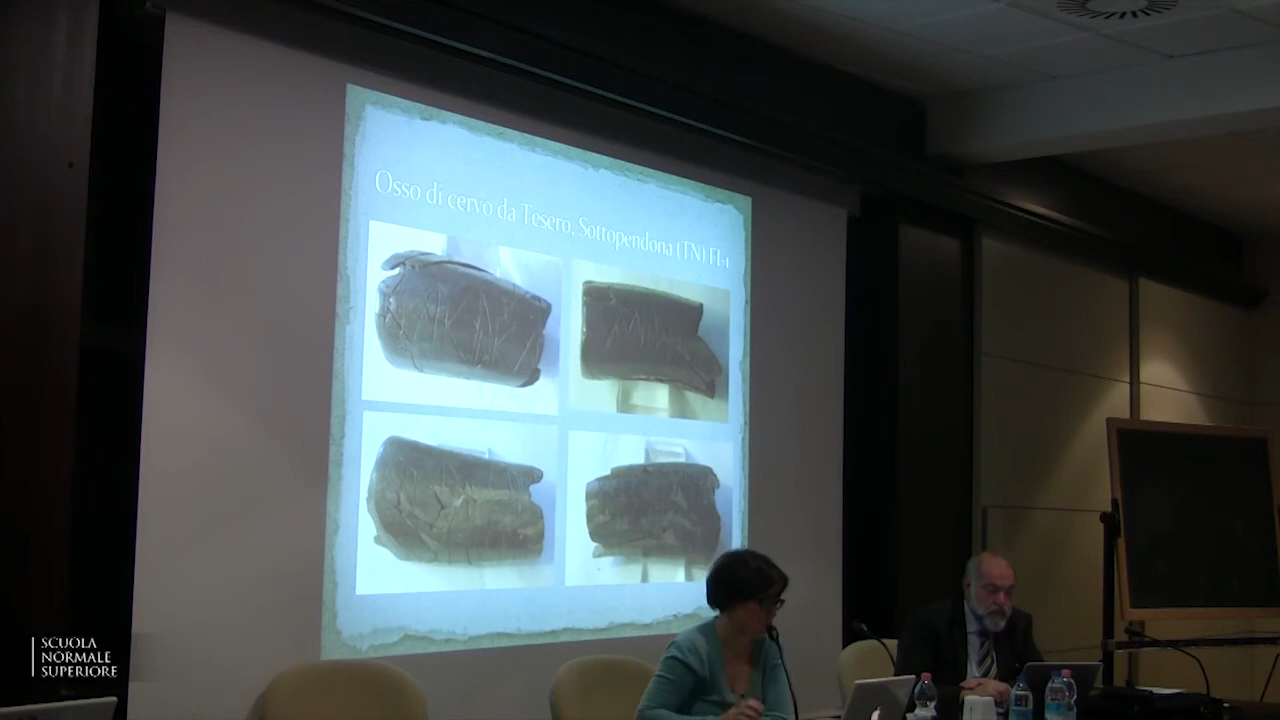 Osso di cervo da Tesero, Sottopendona (TN) FI-1
SCUOLA
NORMALE
SUPERIORE